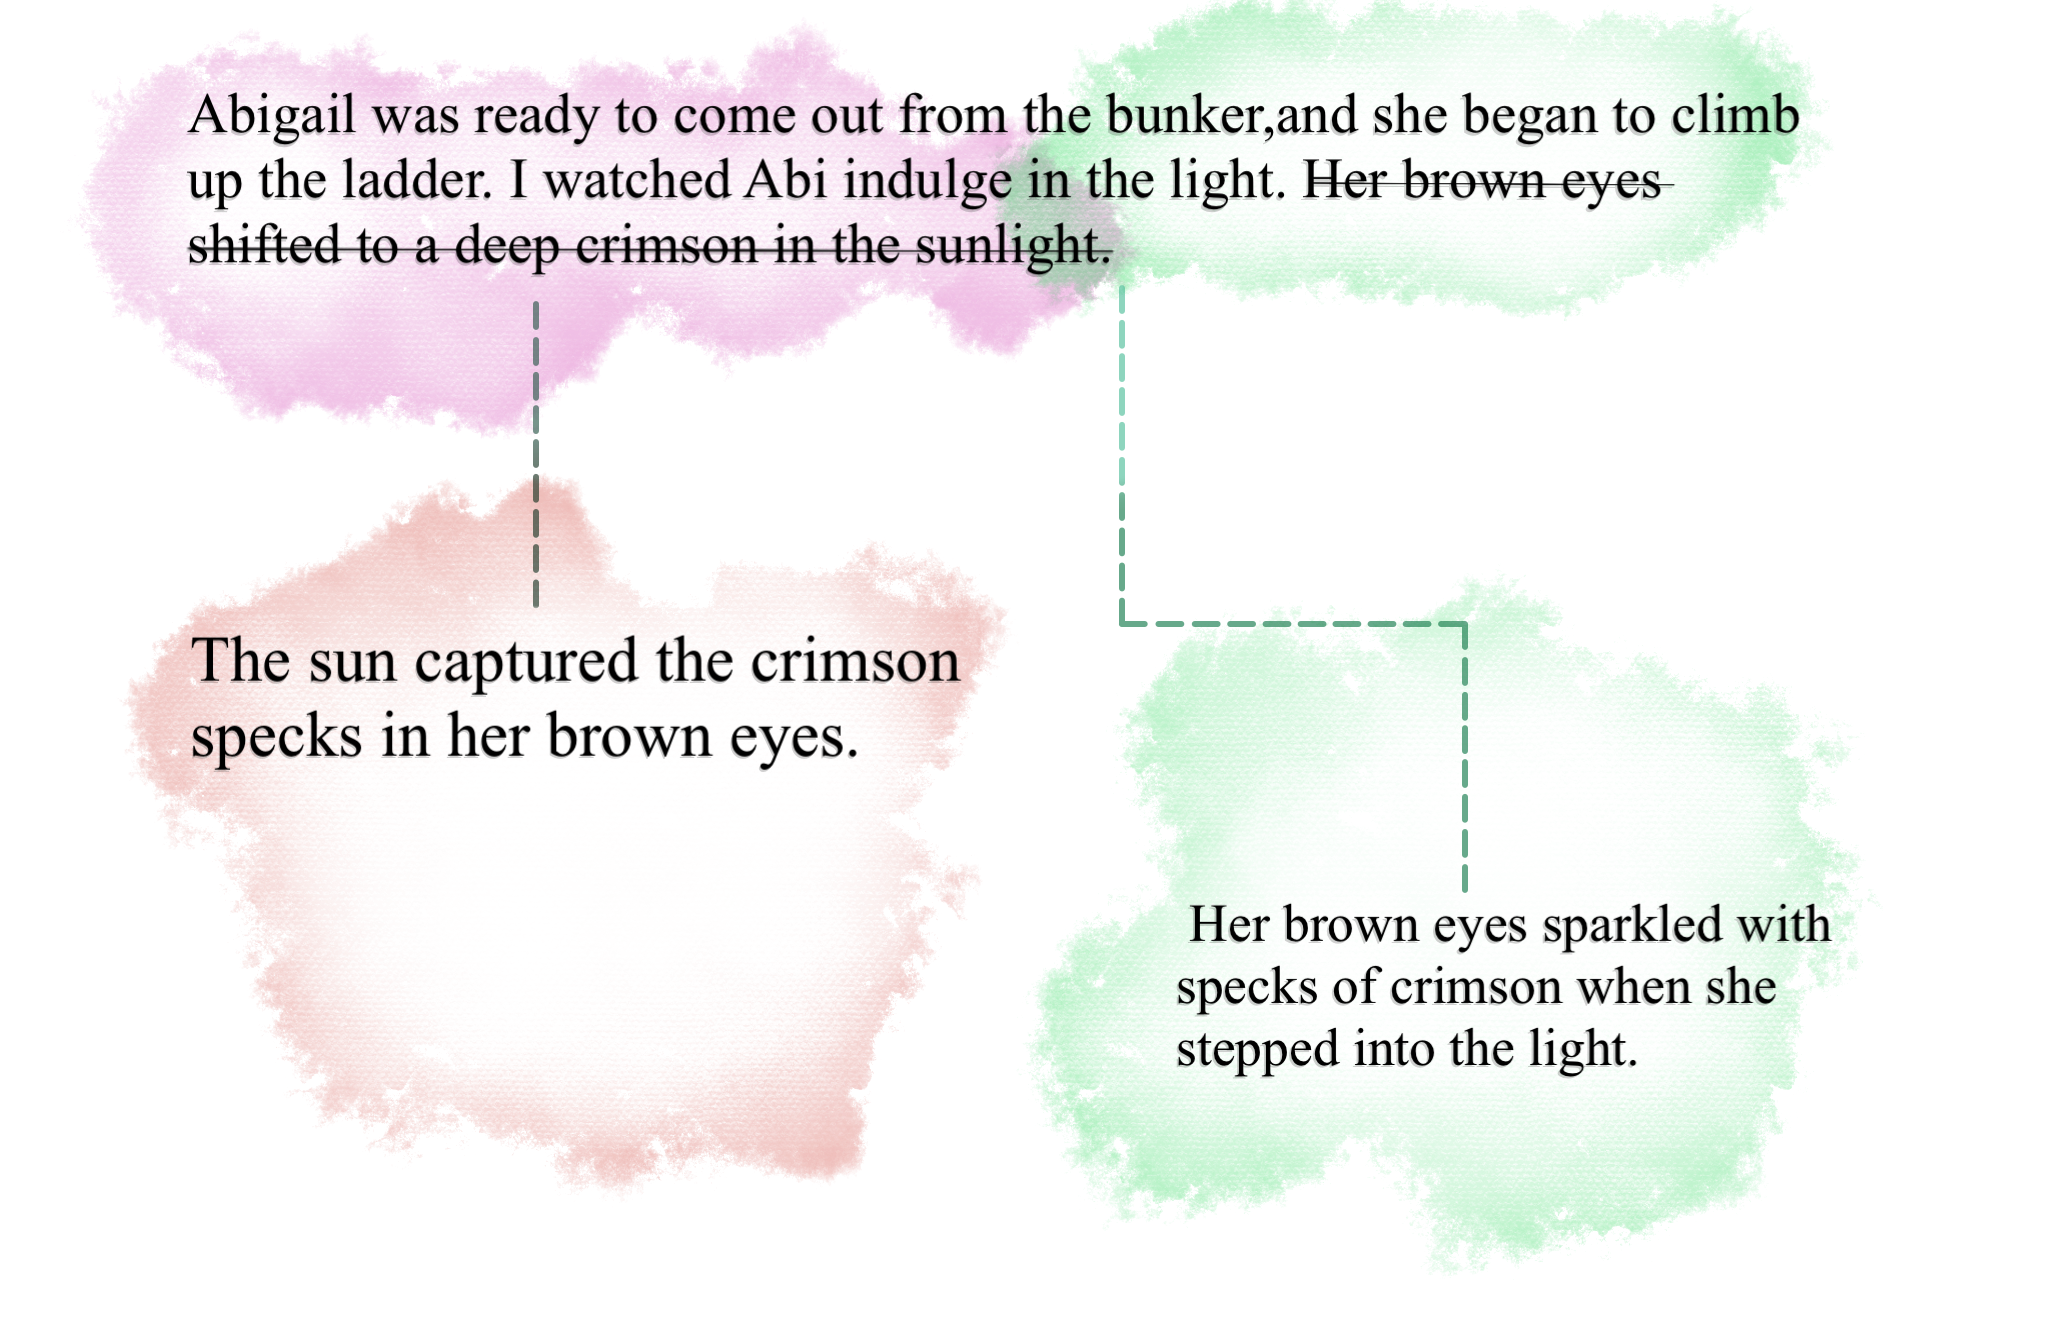 Abigail was ready to come out from the bunker,and she began to climb
up the ladder. I watched Abi indulge in the light. Her brown eyes
shifted to a deep crimson in the sunlight.
The sun captured the crimson
specks in her brown eyes.
Her brown eyes sparkled with
specks of crimson when she
stepped into the light.